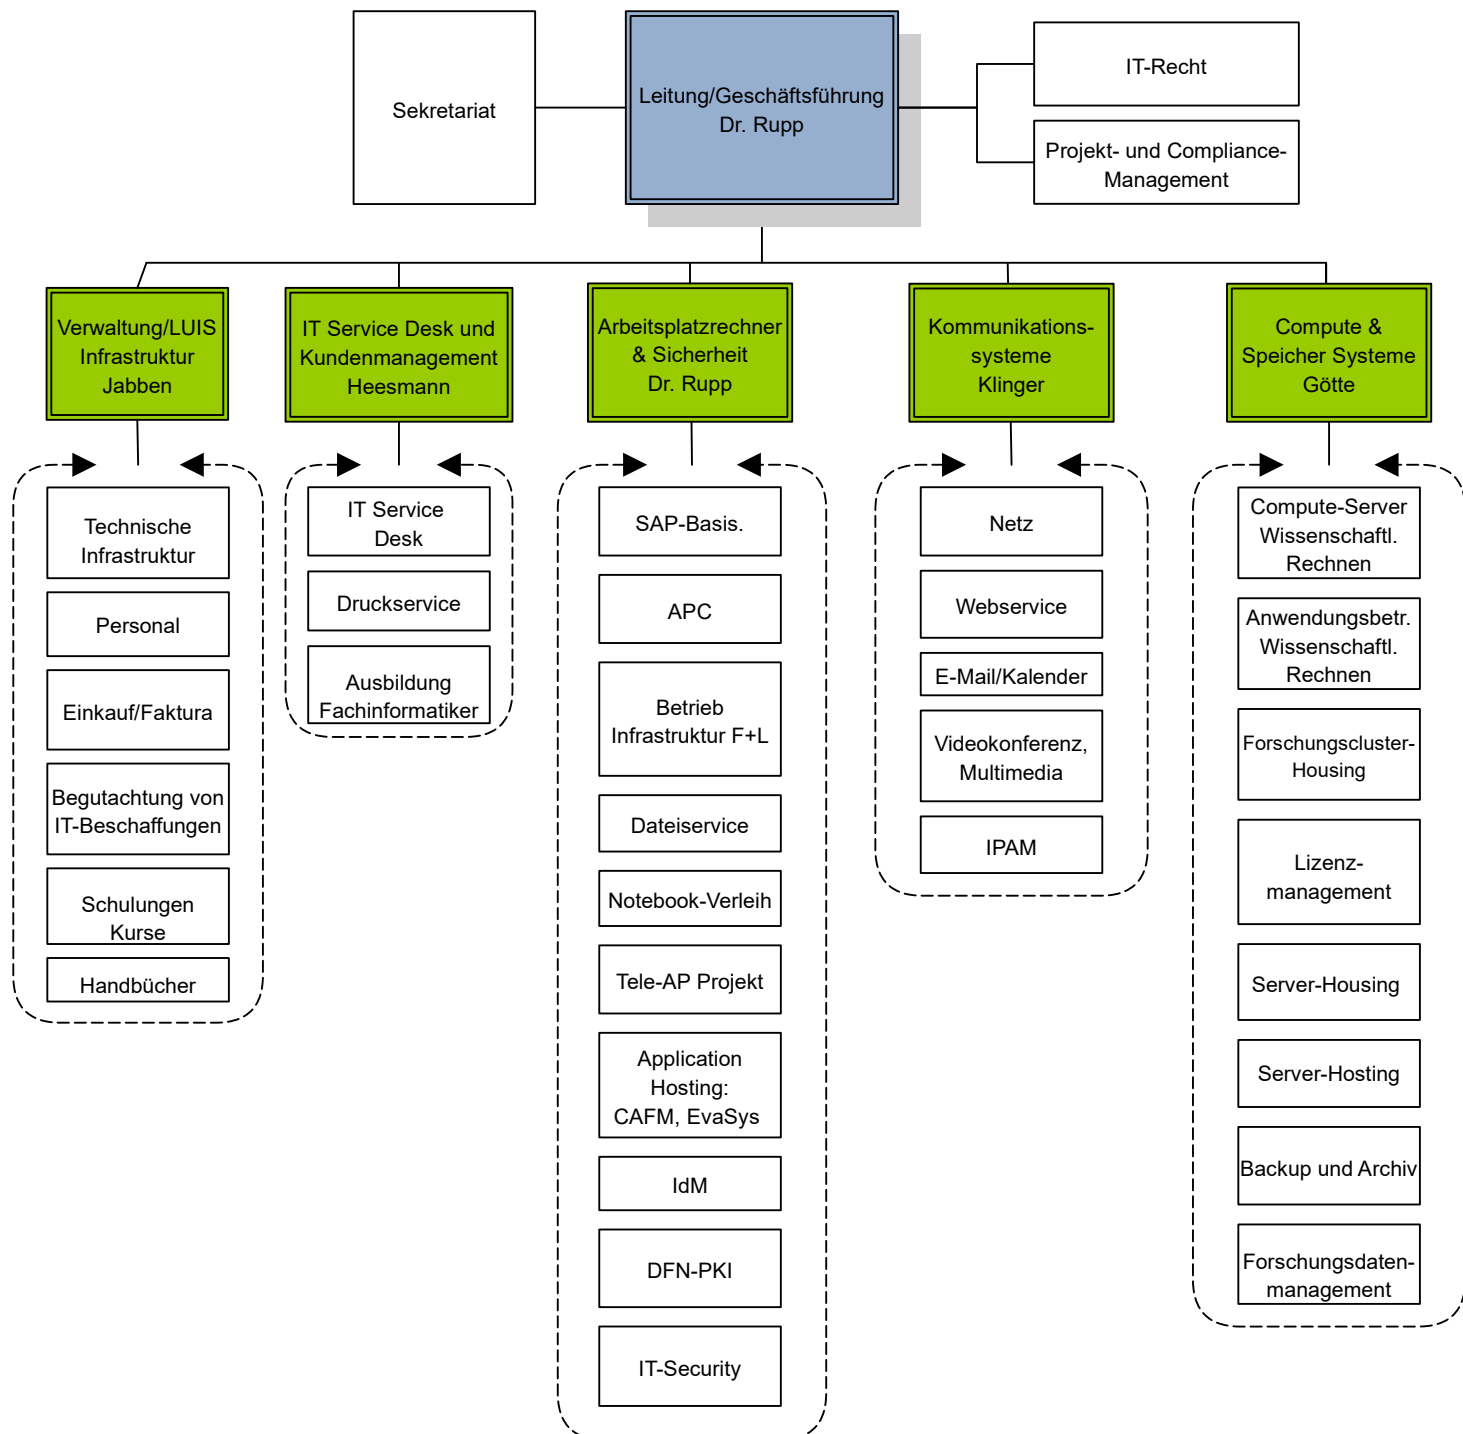 Sekretariat
Leitung/Geschäftsführung
Dr. Rupp
IT-Recht
Projekt- und Compliance-
Management
Verwaltung/LUIS
Infrastruktur
Jabben
IT Service Desk und
Kundenmanagement
Heesmann
Arbeitsplatzrechner
& Sicherheit
Dr. Rupp
Kommunikations-
systeme
Klinger
Compute &
Speicher Systeme
Götte
Technische
Infrastruktur
Personal
Einkauf/Faktura
Begutachtung von
IT-Beschaffungen
Schulungen
Kurse
Handbücher
IT Service
Desk
Druckservice
Ausbildung
Fachinformatiker
SAP-Basis.
APC
Betrieb
Infrastruktur F+L
Dateiservice
Notebook-Verleih
Tele-AP Projekt
Application
Hosting:
CAFM, EvaSys
IdM
DFN-PKI
IT-Security
Netz
Webservice
E-Mail/Kalender
Videokonferenz,
Multimedia
IPAM
Compute-Server
Wissenschaftl.
Rechnen
Anwendungsbetr.
Wissenschaftl.
Rechnen
Forschungscluster-
Housing
Lizenz-
management
Server-Housing
Server-Hosting
Backup und Archiv
Forschungsdaten-
management